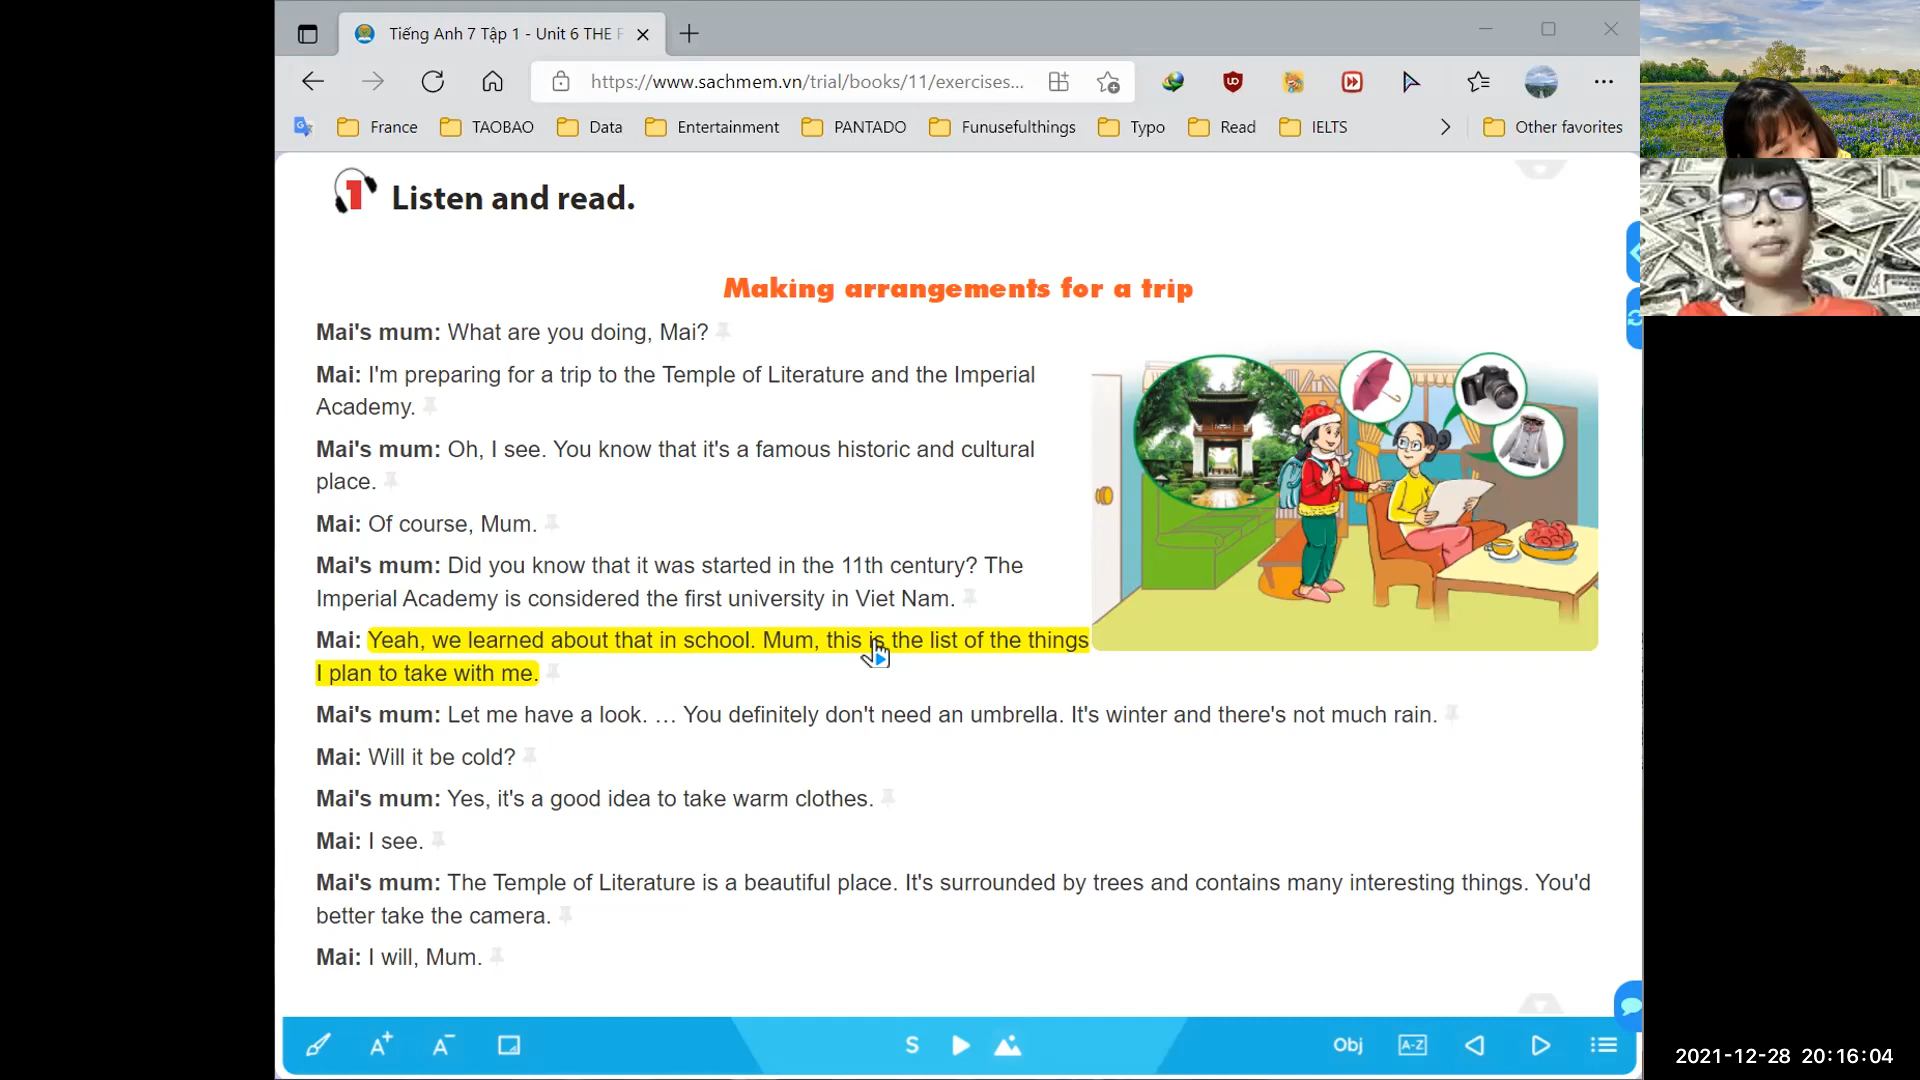 Tiếng Anh 7 Tập 1 - Unit 6 THE F
https://www.sachmem.vn/trial/books/11/exercises...
France TAOBAO Data Entertainment PANTADO Funusefulthings Typo Read IELTS Other favorites
1 Listen and read.
Making arrangements for a trip
Mai's mum: What are you doing, Mai?
Mai: I'm preparing for a trip to the Temple of Literature and the Imperial
Academy.
Mai's mum: Oh, I see. You know that it's a famous historic and cultural
place.
Mai: Of course, Mum.
Mai's mum: Did you know that it was started in the 11th century? The
Imperial Academy is considered the first university in Viet Nam.
Mai: Yeah, we learned about that in school. Mum, this is the list of the things
I plan to take with me.
Mai's mum: Let me have a look. … You definitely don't need an umbrella. It's winter and there's not much rain.
Mai: Will it be cold?
Mai's mum: Yes, it's a good idea to take warm clothes.
Mai: I see.
Mai's mum: The Temple of Literature is a beautiful place. It's surrounded by trees and contains many interesting things. You'd
better take the camera.
Mai: I will, Mum.
A+ A- S Obj A-Z
2021-12-28 20:16:04